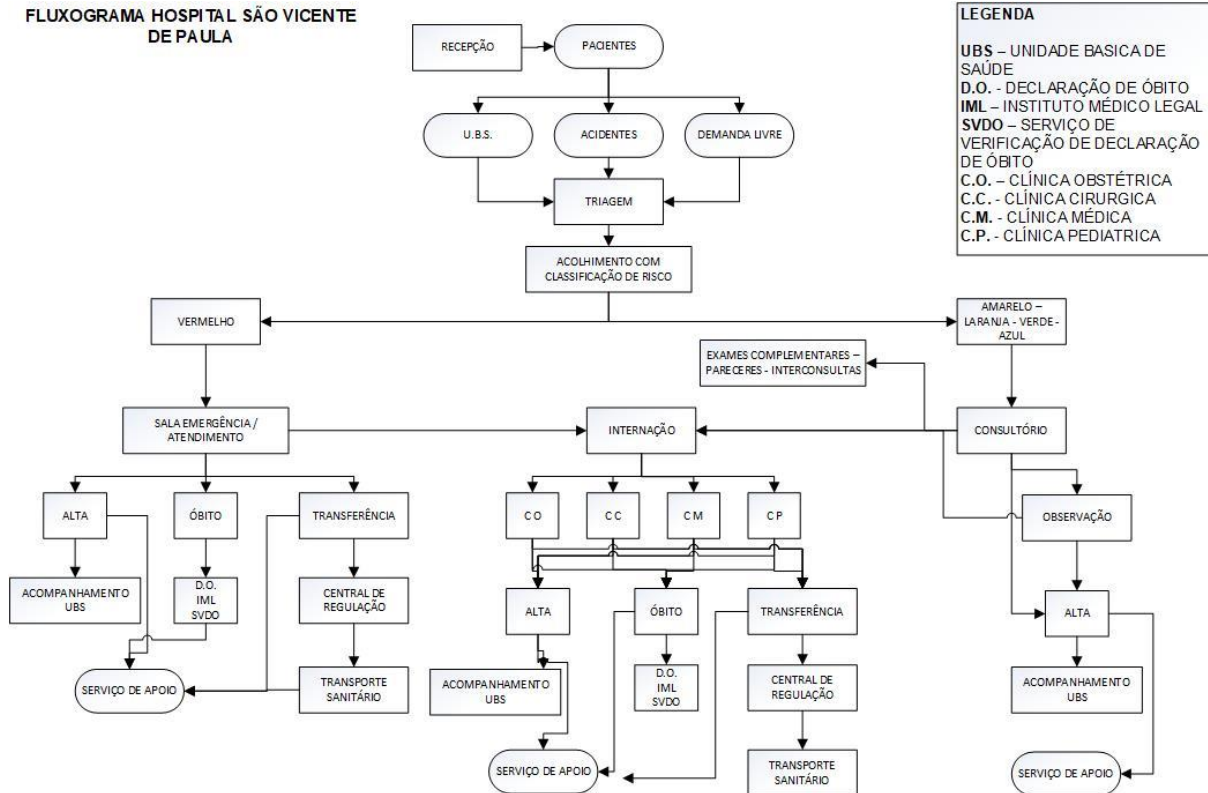 FLUXOGRAMA HOSPITAL SÃO VICENTE
DE PAULA
LEGENDA
UBS – UNIDADE BASICA DE
SAÚDE
D.O. - DECLARAÇÃO DE ÓBITO
IML – INSTITUTO MÉDICO LEGAL
SVDO – SERVIÇO DE
VERIFICAÇÃO DE DECLARAÇÃO
DE ÓBITO
C.O. – CLÍNICA OBSTÉTRICA
C.C. - CLÍNICA CIRURGICA
C.M. - CLÍNICA MÉDICA
C.P. - CLÍNICA PEDIATRICA
RECEPÇÃO
PACIENTES
U.B.S.
ACIDENTES
DEMANDA LIVRE
TRIAGEM
ACOLHIMENTO COM
CLASSIFICAÇÃO DE RISCO
VERMELHO
AMARELO –
LARANJA - VERDE -
AZUL
EXAMES COMPLEMENTARES –
PARECERES - INTERCONSULTAS
SALA EMERGÊNCIA /
ATENDIMENTO
INTERNAÇÃO
CONSULTÓRIO
ALTA
ÓBITO
TRANSFERÊNCIA
C O
C C
C M
C P
OBSERVAÇÃO
ACOMPANHAMENTO
UBS
D.O.
IML
SVDO
CENTRAL DE
REGULAÇÃO
ALTA
ÓBITO
TRANSFERÊNCIA
ALTA
SERVIÇO DE APOIO
TRANSPORTE
SANITÁRIO
ACOMPANHAMENTO
UBS
D.O.
IML
SVDO
CENTRAL DE
REGULAÇÃO
ACOMPANHAMENTO
UBS
SERVIÇO DE APOIO
TRANSPORTE
SANITÁRIO
SERVIÇO DE APOIO